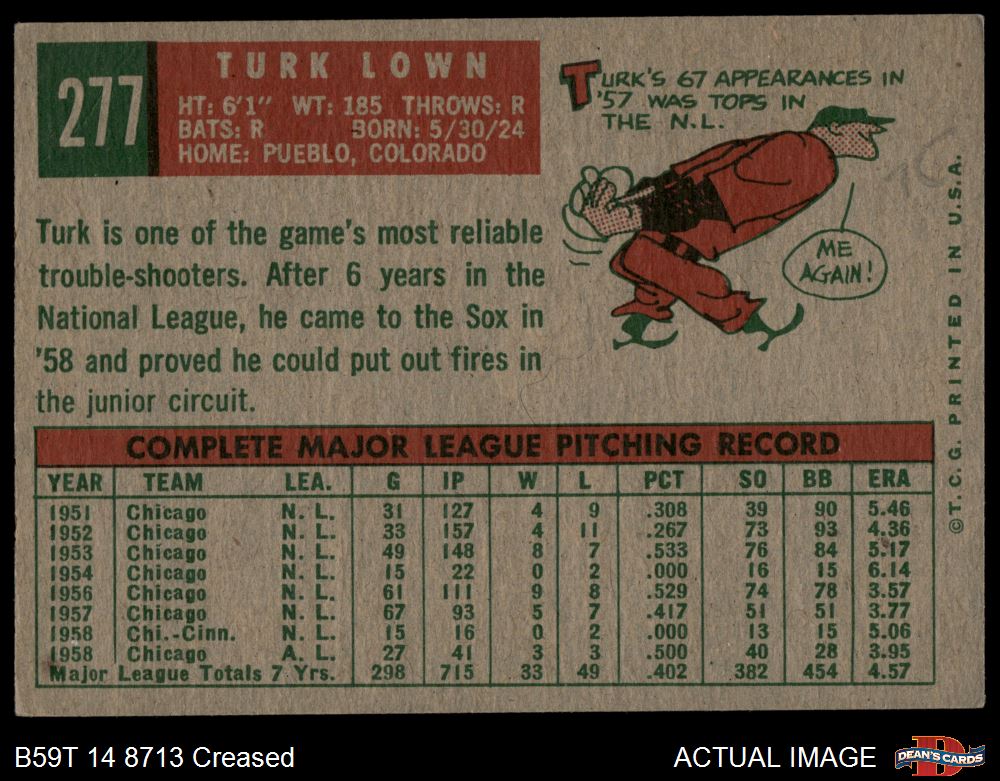 277
TURK LOWN
HT: 6'1" WT: 185 THROWS: R
BATS: R BORN: 5/30/24
HOME: PUEBLO, COLORADO
TURK'S 67 APPEARANCES IN
'57 WAS TOPS IN
THE N.L.
ME
AGAIN!
Turk is one of the game's most reliable
trouble-shooters. After 6 years in the
National League, he came to the Sox in
'58 and proved he could put out fires in
the junior circuit.
COMPLETE MAJOR LEAGUE PITCHING RECORD
YEAR TEAM LEA. G IP W L PCT SO BB ERA
1951 Chicago N. L. 31 127 4 9 .308 39 90 5.46
1952 Chicago N. L. 33 157 4 11 .267 73 93 4.36
1953 Chicago N. L. 49 148 8 7 .533 76 84 5.17
1954 Chicago N. L. 15 22 0 2 .000 16 15 6.14
1956 Chicago N. L. 61 111 9 8 .529 74 78 3.57
1957 Chicago N. L. 67 93 5 7 .417 51 51 3.77
1958 Chi.-Cinn. N. L. 15 16 0 2 .000 13 15 5.06
1958 Chicago A. L. 27 41 3 3 .500 40 28 3.95
Major League Totals 7 Yrs. 298 715 33 49 .402 382 454 4.57
©T.C.G. PRINTED IN U.S.A.
B59T 14 8713 Creased
ACTUAL IMAGE
DEAN'S CARDS